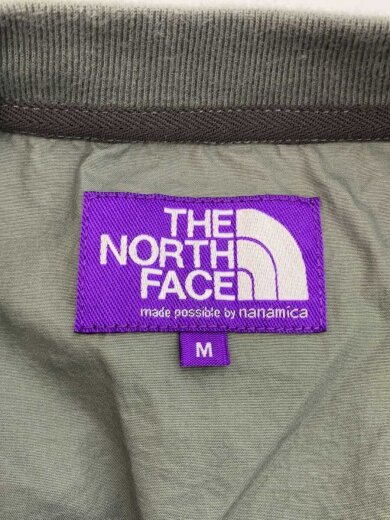 THE
NORTH
FACE
made possible by nanamica
M